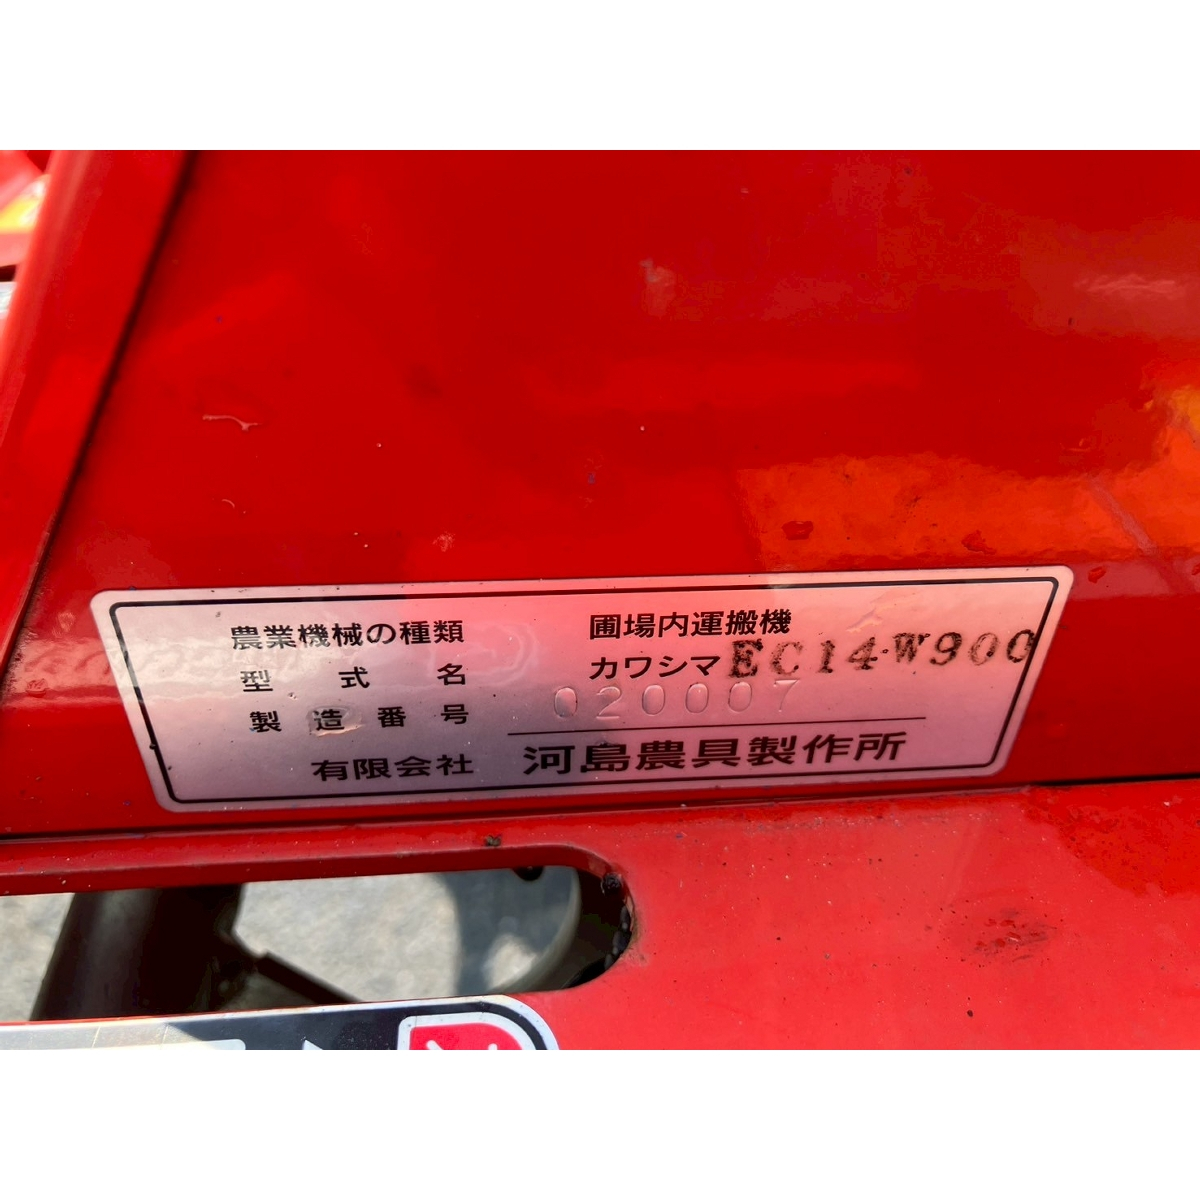 農業機械の種類 圃場内運搬機
型式名 カワシマ EC14-W900
製造番号 020007
有限会社 河島農具製作所